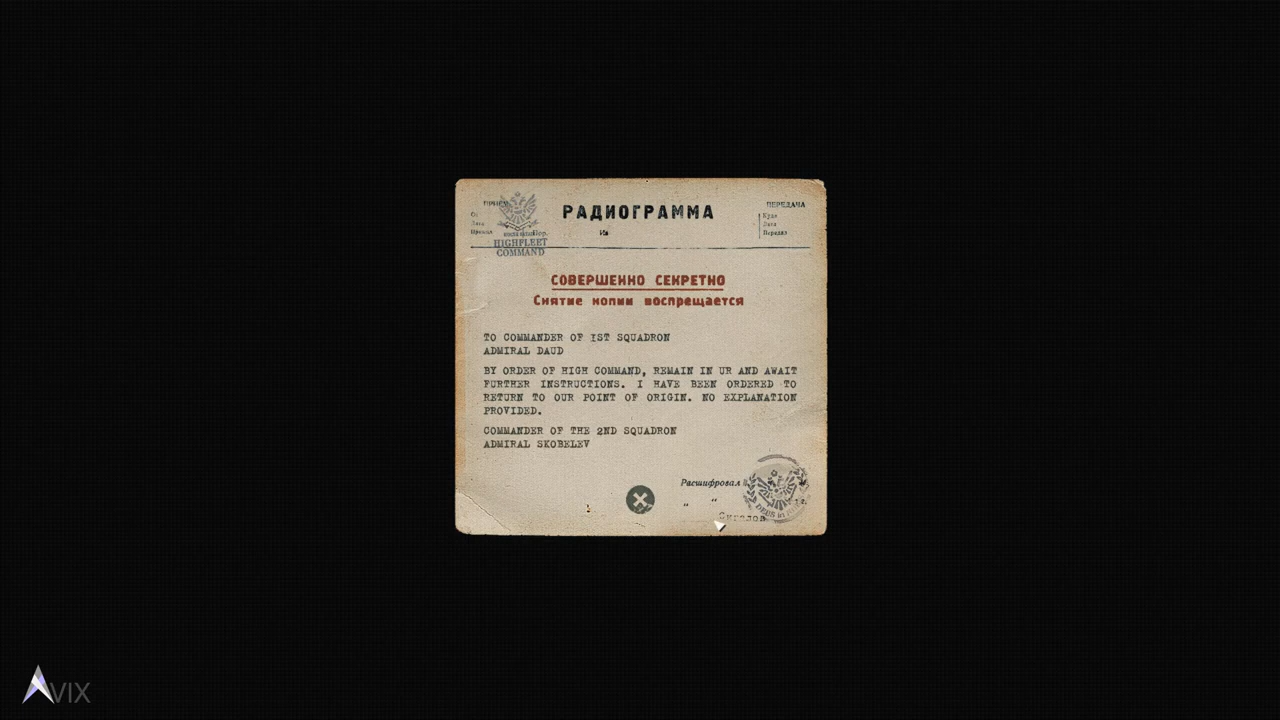 РАДИОГРАММА
ПЕРЕДАЧА
Из
HIGHFLEET
COMMAND
СОВЕРШЕННО СЕКРЕТНО
Снятие копии воспрещается
TO COMMANDER OF 1ST SQUADRON
ADMIRAL DAUD
BY ORDER OF HIGH COMMAND, REMAIN IN UR AND AWAIT
FURTHER INSTRUCTIONS. I HAVE BEEN ORDERED TO
RETURN TO OUR POINT OF ORIGIN. NO EXPLANATION
PROVIDED.
COMMANDER OF THE 2ND SQUADRON
ADMIRAL SKOBELEV
Расшифровал
" "
VIX